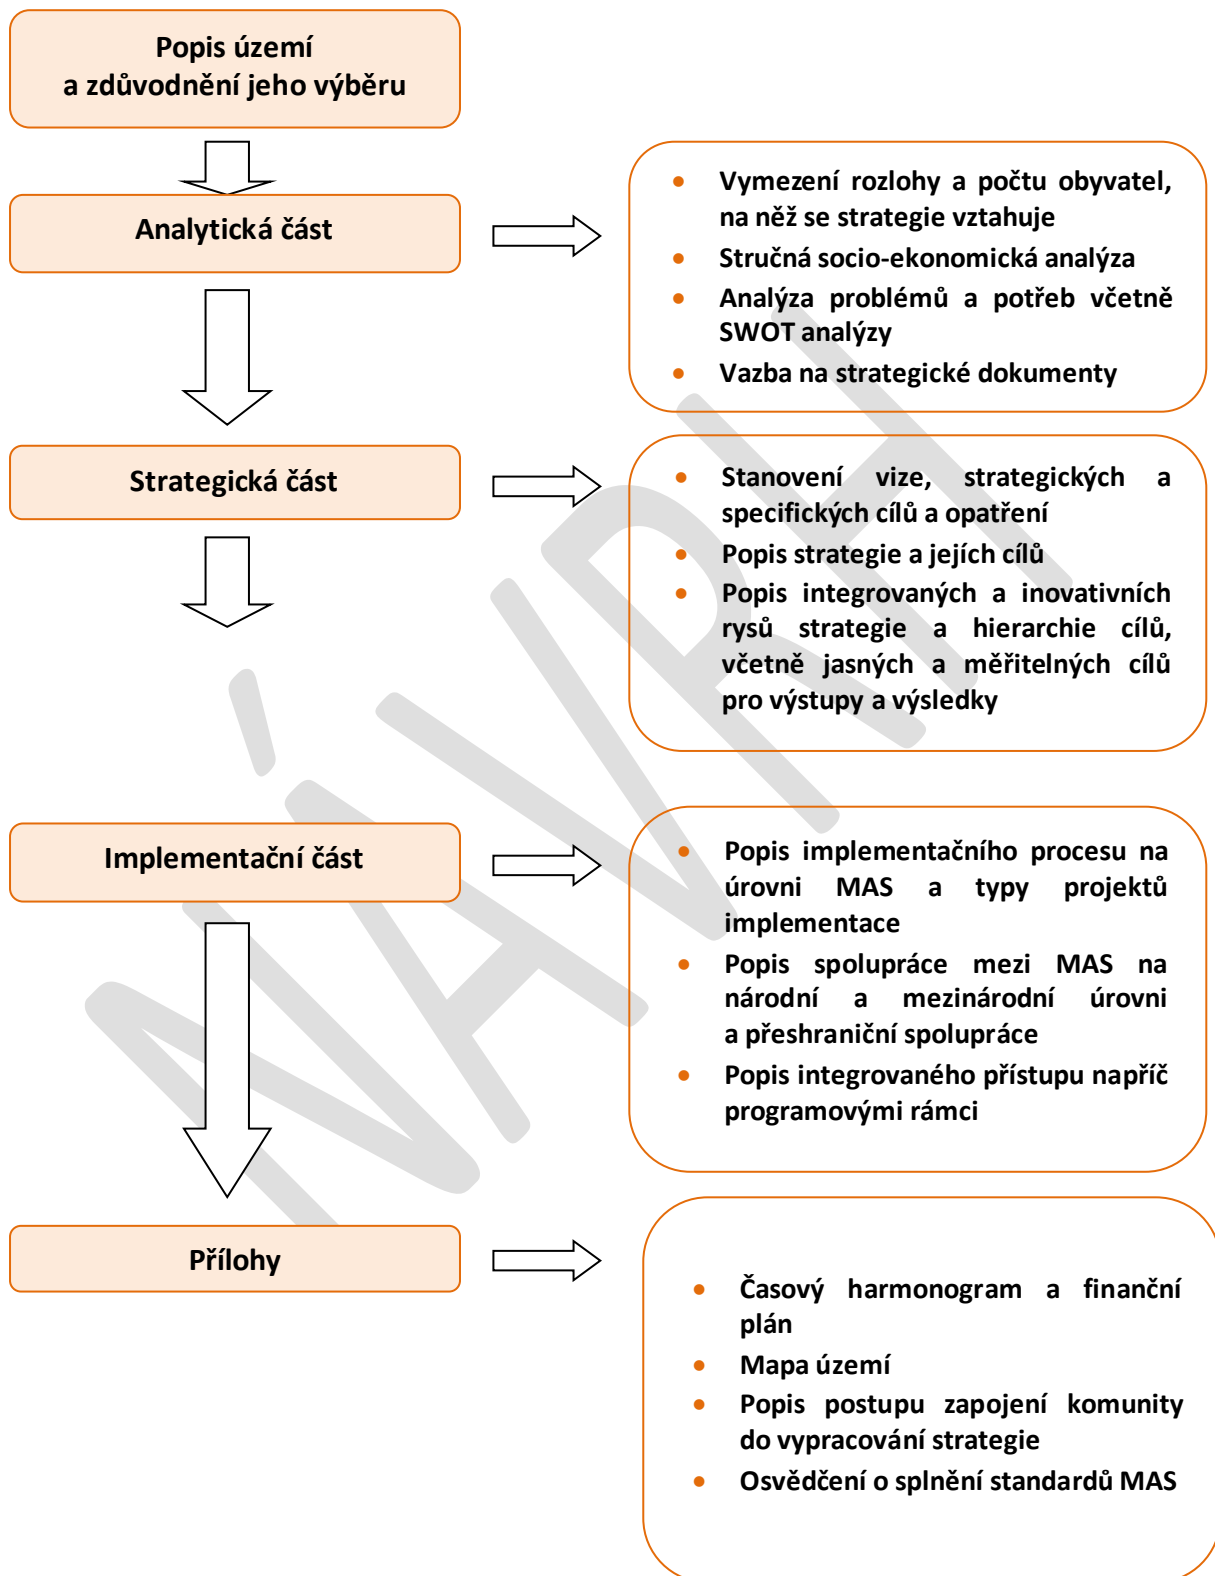 Popis území
a zdůvodnění jeho výběru
Analytická část
• Vymezení rozlohy a počtu obyvatel,
na něž se strategie vztahuje
• Stručná socio-ekonomická analýza
• Analýza problémů a potřeb včetně
SWOT analýzy
• Vazba na strategické dokumenty
Strategická část
• Stanovení vize, strategických a
specifických cílů a opatření
• Popis strategie a jejích cílů
• Popis integrovaných a inovativních
rysů strategie a hierarchie cílů,
včetně jasných a měřitelných cílů
pro výstupy a výsledky
Implementační část
• Popis implementačního procesu na
úrovni MAS a typy projektů
implementace
• Popis spolupráce mezi MAS na
národní a mezinárodní úrovni
a přeshraniční spolupráce
• Popis integrovaného přístupu napříč
programovými rámci
Přílohy
• Časový harmonogram a finanční
plán
• Mapa území
• Popis postupu zapojení komunity
do vypracování strategie
• Osvědčení o splnění standardů MAS
NÁVRH